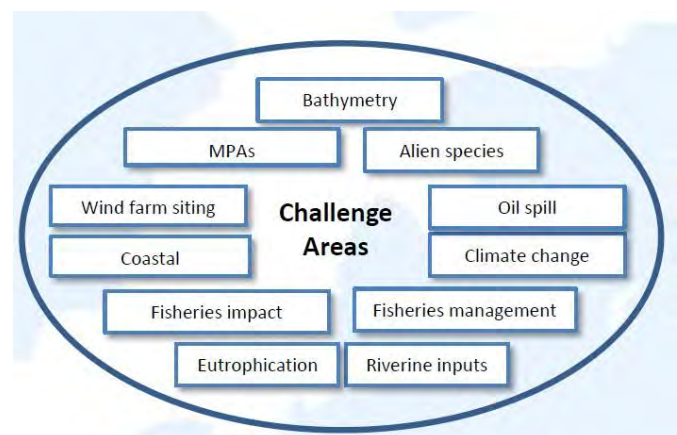 Bathymetry
MPAs
Alien species
Wind farm siting
Challenge
Areas
Oil spill
Coastal
Climate change
Fisheries impact
Fisheries management
Eutrophication
Riverine inputs